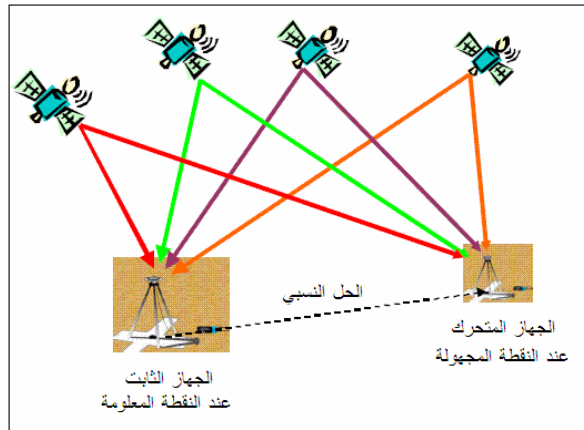 الحل النسبي
الجهاز المتحرك
عند النقطة المجهولة
الجهاز الثابت
عند النقطة المعلومة